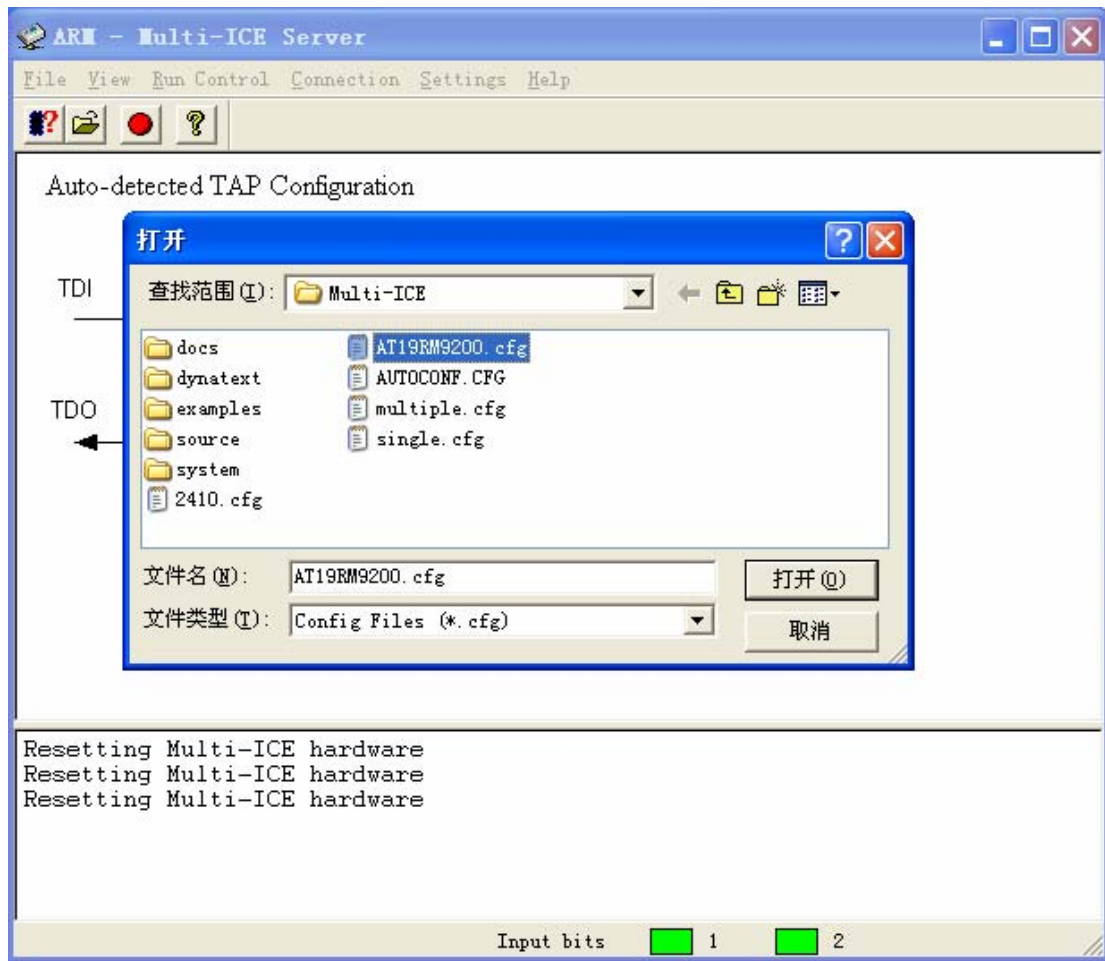 ARM - Multi-ICE Server
File View Run Control Connection Settings Help
Auto-detected TAP Configuration
打开
TDI
查找范围(I): Multi-ICE
docs
dynatext
examples
source
system
2410.cfg
AT19RM9200.cfg
AUTOCONF.CFG
multiple.cfg
single.cfg
TDO
文件名(N): AT19RM9200.cfg
打开(O)
文件类型(T): Config Files (*.cfg)
取消
Resetting Multi-ICE hardware
Resetting Multi-ICE hardware
Resetting Multi-ICE hardware
Input bits 1 2